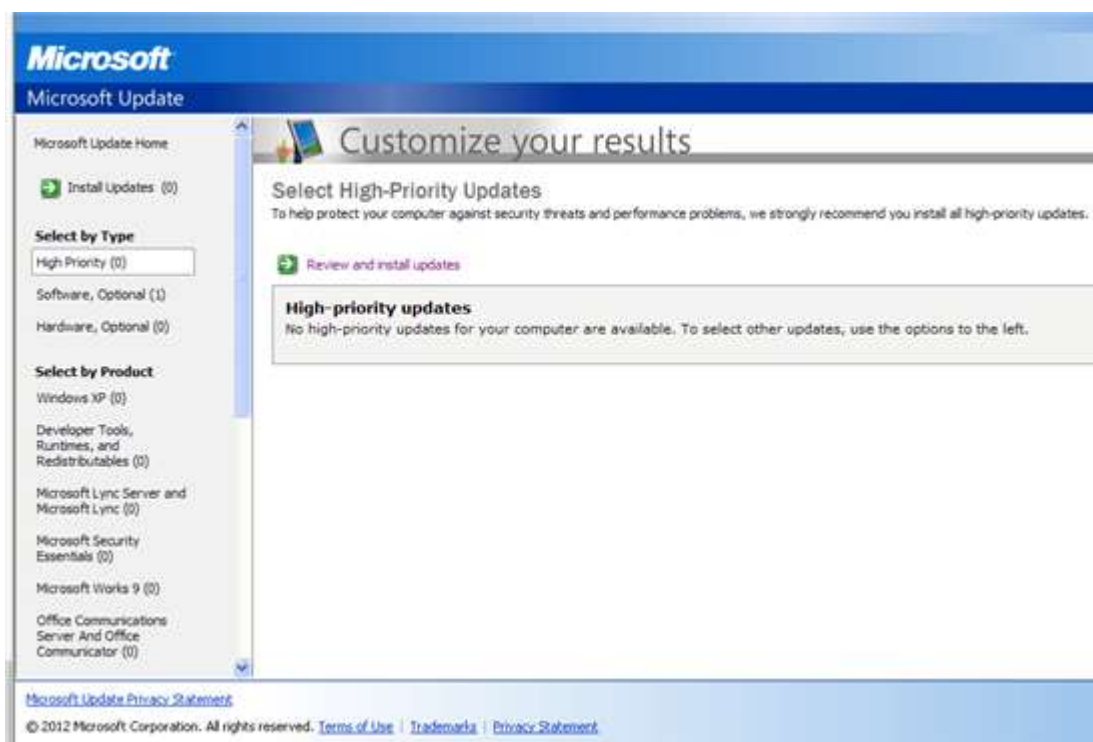 Microsoft
Microsoft Update
Microsoft Update Home
Install Updates (0)
Select by Type
High Priority (0)
Software, Optional (1)
Hardware, Optional (0)
Select by Product
Windows XP (0)
Developer Tools,
Runtimes, and
Redistributables (0)
Microsoft Lync Server and
Microsoft Lync (0)
Microsoft Security
Essentials (0)
Microsoft Works 9 (0)
Office Communications
Server And Office
Communicator (0)
Customize your results
Select High-Priority Updates
To help protect your computer against security threats and performance problems, we strongly recommend you install all high-priority updates.
Review and install updates
High-priority updates
No high-priority updates for your computer are available. To select other updates, use the options to the left.
Microsoft Update Privacy Statement
© 2012 Microsoft Corporation. All rights reserved. Terms of Use | Trademarks | Privacy Statement